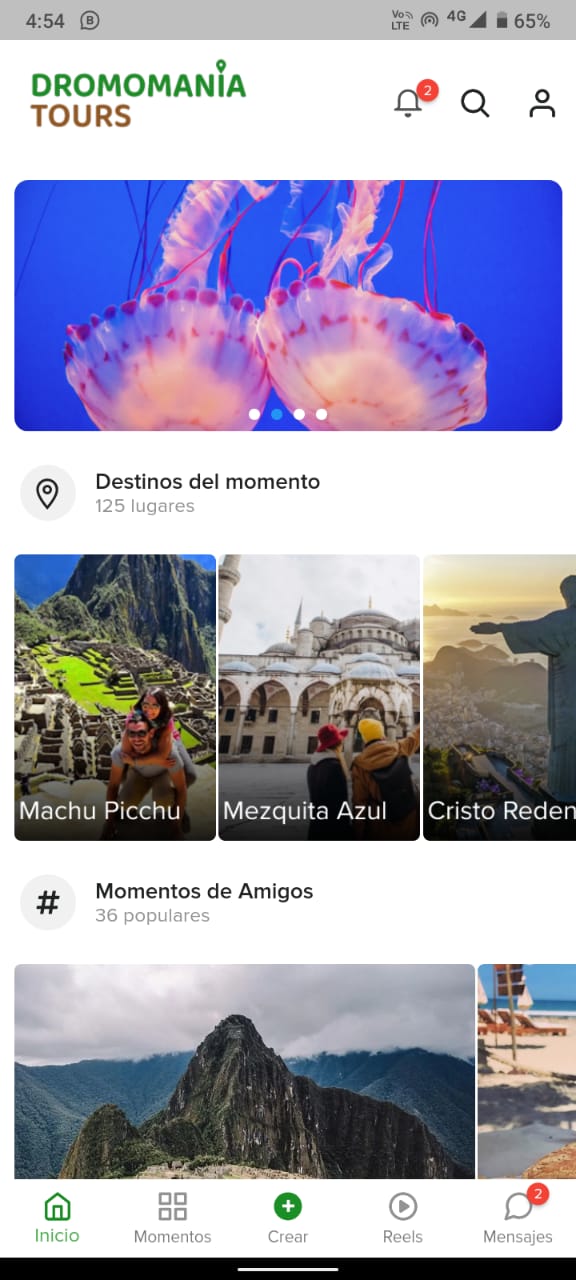 4:54 B Vo LTE 4G 65%
DROMOMANÍA
TOURS
2
Destinos del momento
125 lugares
Machu Picchu
Mezquita Azul
Cristo Reden
# Momentos de Amigos
36 populares
2
Inicio
Momentos
Crear
Reels
Mensajes